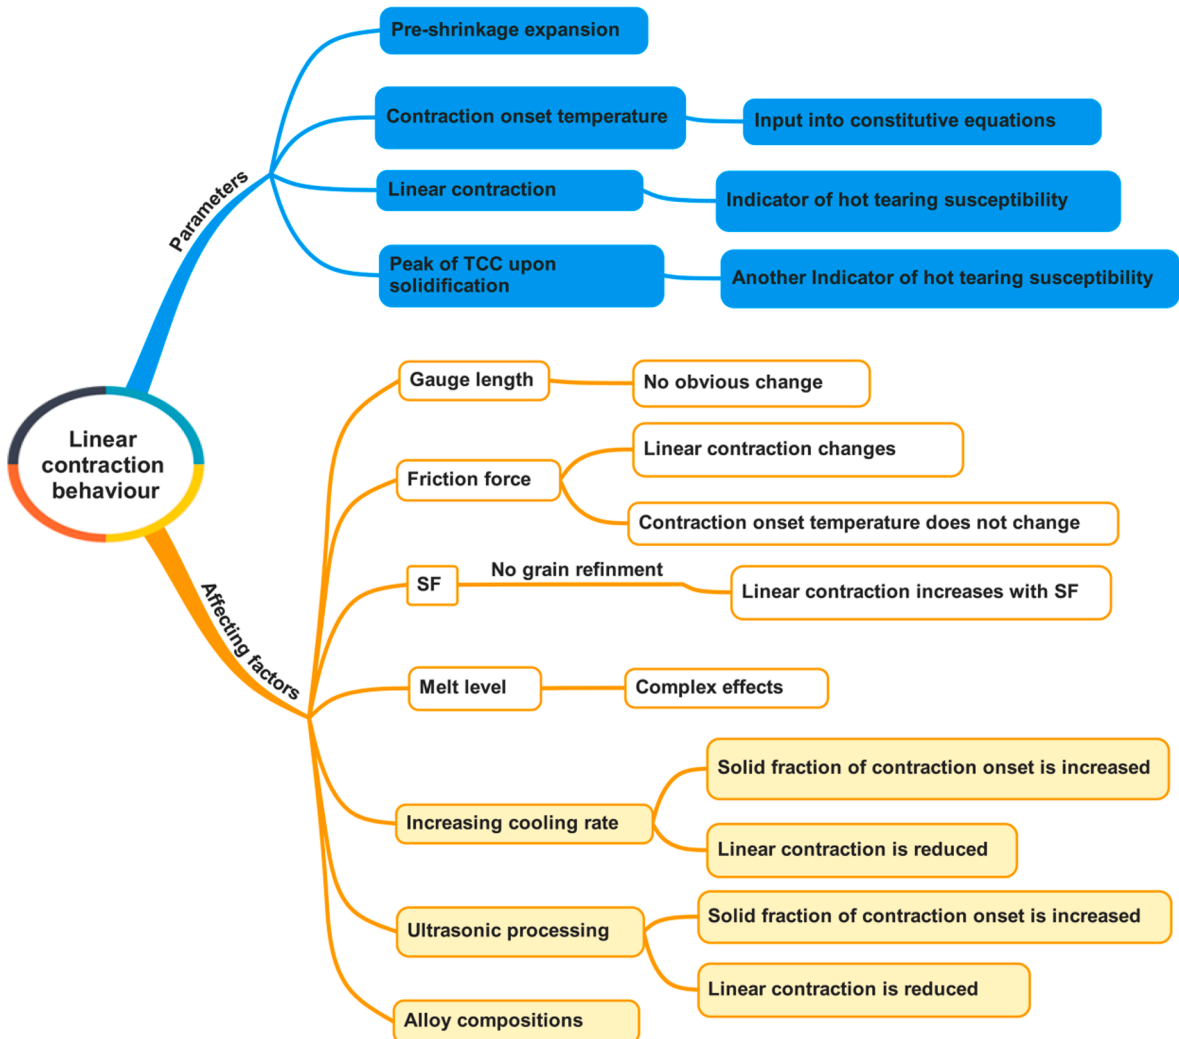 Linear
contraction
behaviour
Parameters
Pre-shrinkage expansion
Contraction onset temperature
Input into constitutive equations
Linear contraction
Indicator of hot tearing susceptibility
Peak of TCC upon
solidification
Another Indicator of hot tearing susceptibility
Affecting factors
Gauge length
No obvious change
Friction force
Linear contraction changes
Contraction onset temperature does not change
SF
No grain refinment
Linear contraction increases with SF
Melt level
Complex effects
Increasing cooling rate
Solid fraction of contraction onset is increased
Linear contraction is reduced
Ultrasonic processing
Solid fraction of contraction onset is increased
Linear contraction is reduced
Alloy compositions